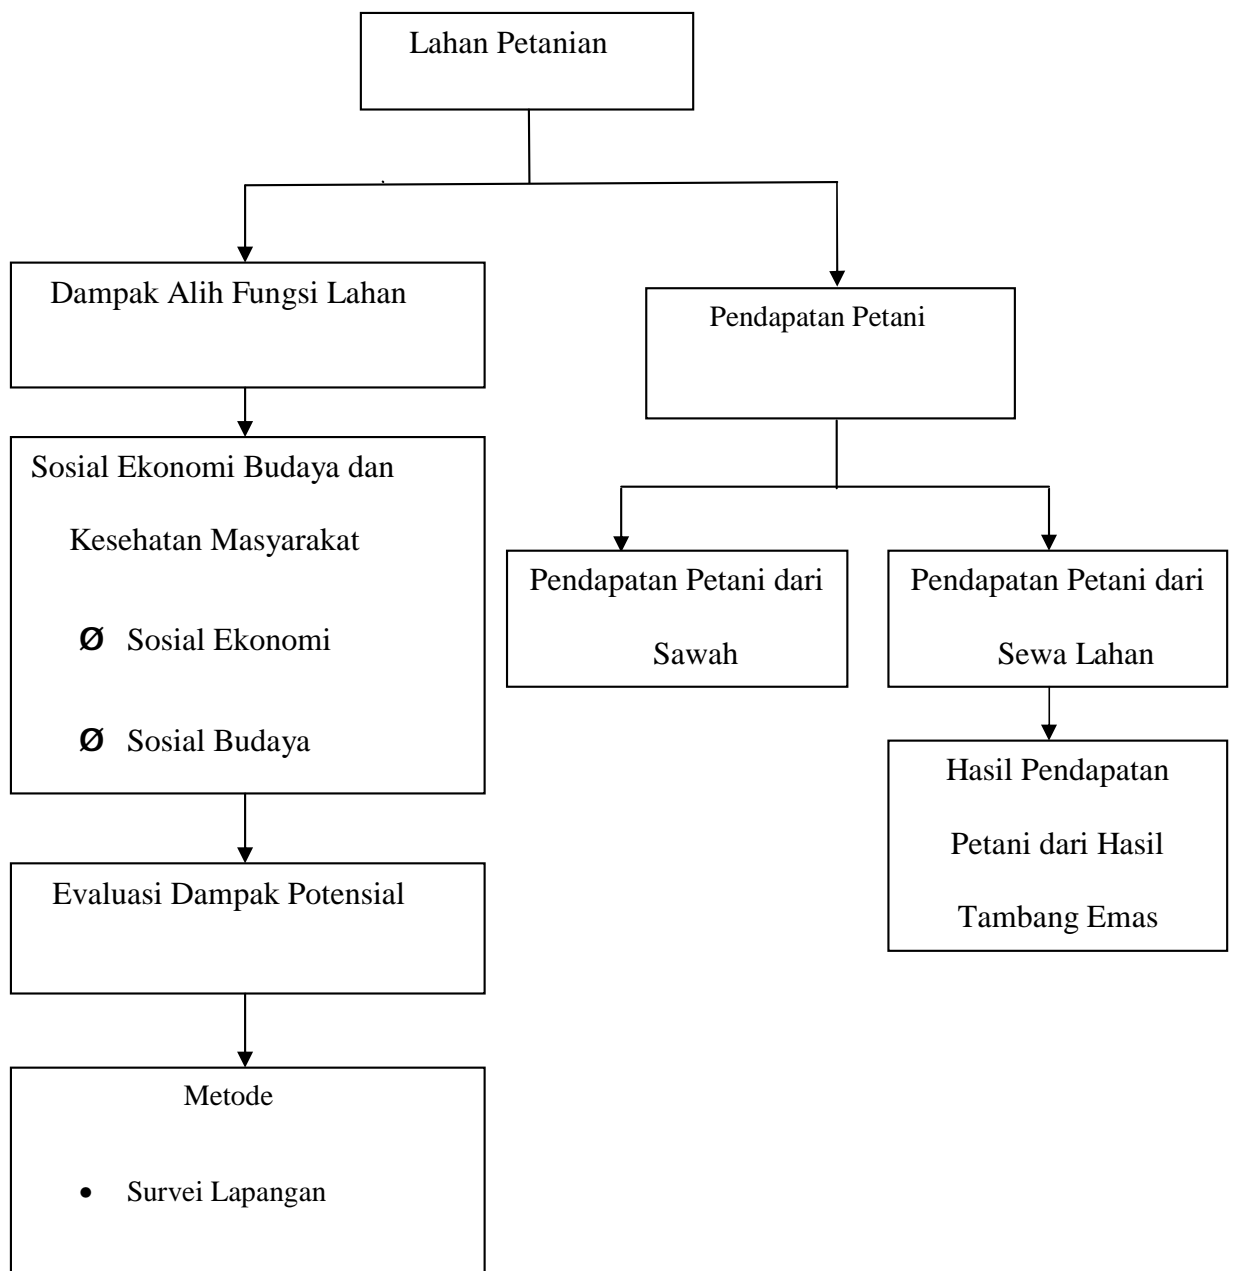 Lahan Petanian
Dampak Alih Fungsi Lahan
Pendapatan Petani
Sosial Ekonomi Budaya dan
Kesehatan Masyarakat
Ø Sosial Ekonomi
Ø Sosial Budaya
Pendapatan Petani dari
Sawah
Pendapatan Petani dari
Sewa Lahan
Hasil Pendapatan
Petani dari Hasil
Tambang Emas
Evaluasi Dampak Potensial
Metode
• Survei Lapangan